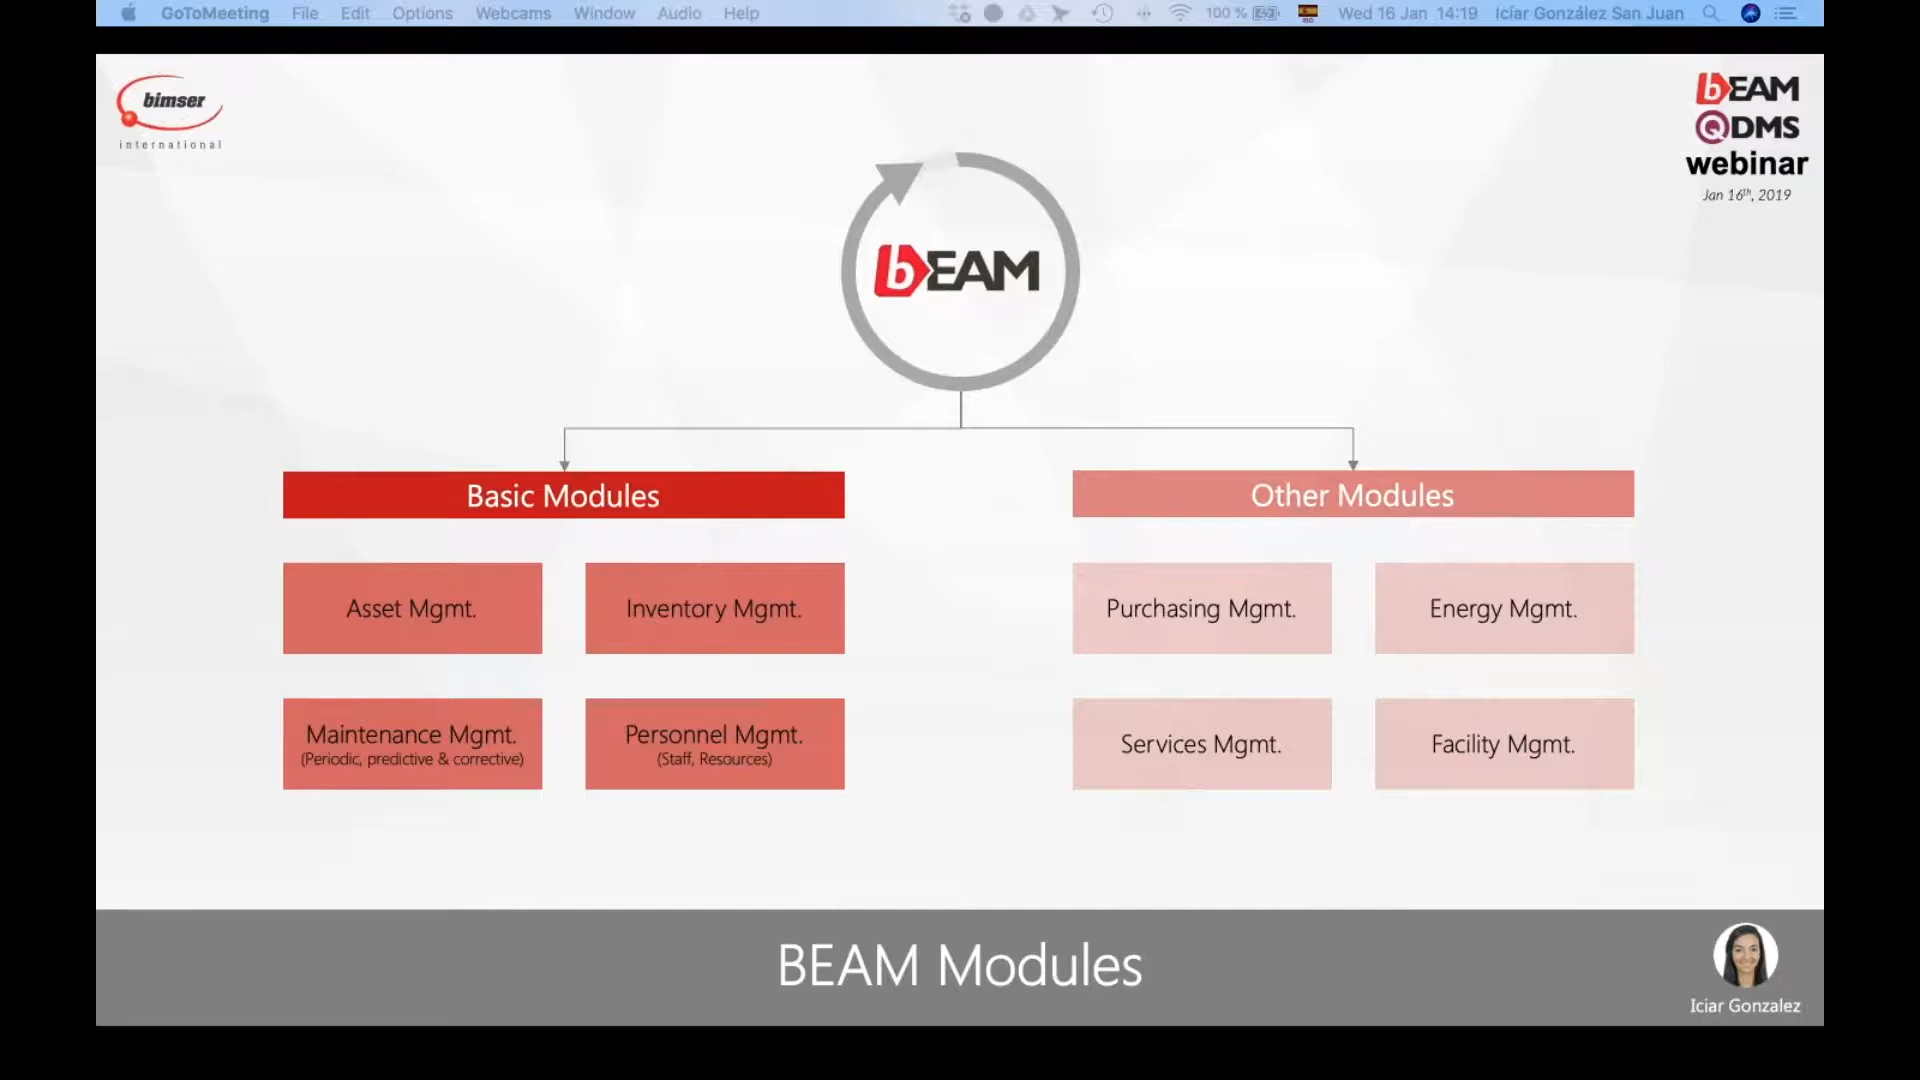 GoToMeeting File Edit Options Webcams Window Audio Help 100 % Wed 16 Jan 14:19 Icíar González San Juan
bimser
international
bEAM
QDMS
webinar
Jan 16th, 2019
bEAM
Basic Modules
Other Modules
Asset Mgmt.
Inventory Mgmt.
Purchasing Mgmt.
Energy Mgmt.
Maintenance Mgmt.
(Periodic, predictive & corrective)
Personnel Mgmt.
(Staff, Resources)
Services Mgmt.
Facility Mgmt.
BEAM Modules
Iciar Gonzalez